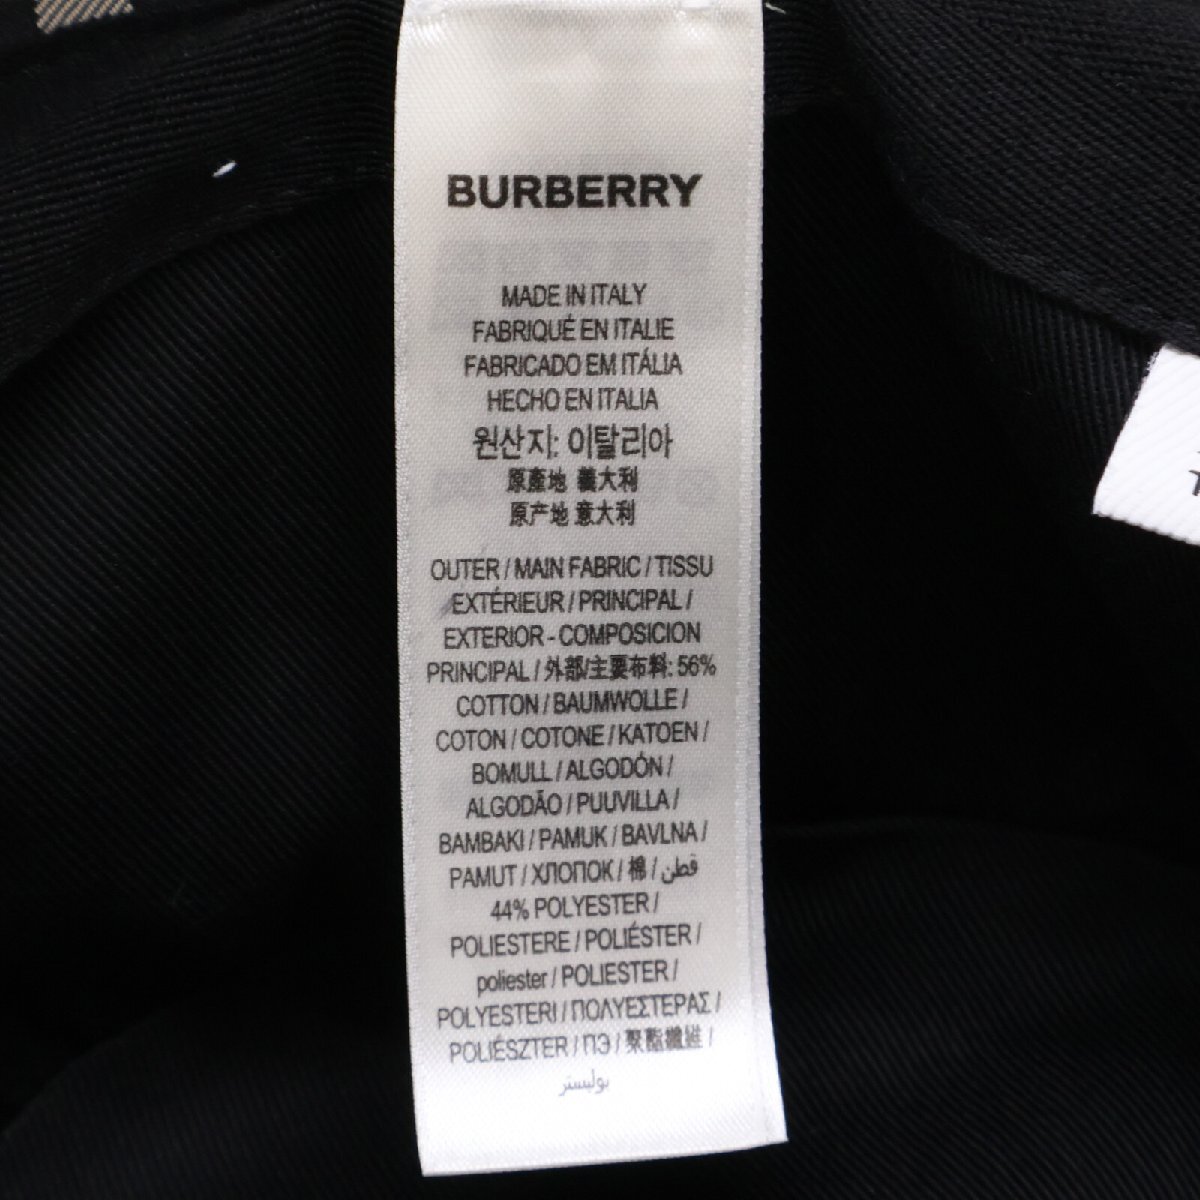 BURBERRY
MADE IN ITALY
FABRIQUÉ EN ITALIE
FABRICADO EM ITÁLIA
HECHO EN ITALIA
원산지: 이탈리아
原產地 義大利
原产地 意大利
OUTER / MAIN FABRIC / TISSU
EXTÉRIEUR / PRINCIPAL /
EXTERIOR - COMPOSICION
PRINCIPAL / 外部/主要布料: 56%
COTTON / BAUMWOLLE /
COTON / COTONE / KATOEN /
BOMULL / ALGODÓN /
ALGODÃO / PUUVILLA /
BAMBAKI / PAMUK / BAVLNA /
PAMUT / ХЛОПОК / 棉 / قطن
44% POLYESTER /
POLIESTERE / POLIÉSTER /
poliester / POLIESTER /
POLYESTERI / ΠΟΛΥΕΣΤΕΡΑΣ /
POLIÉSZTER / ПЭ / 聚酯纖維 /
بوليستر